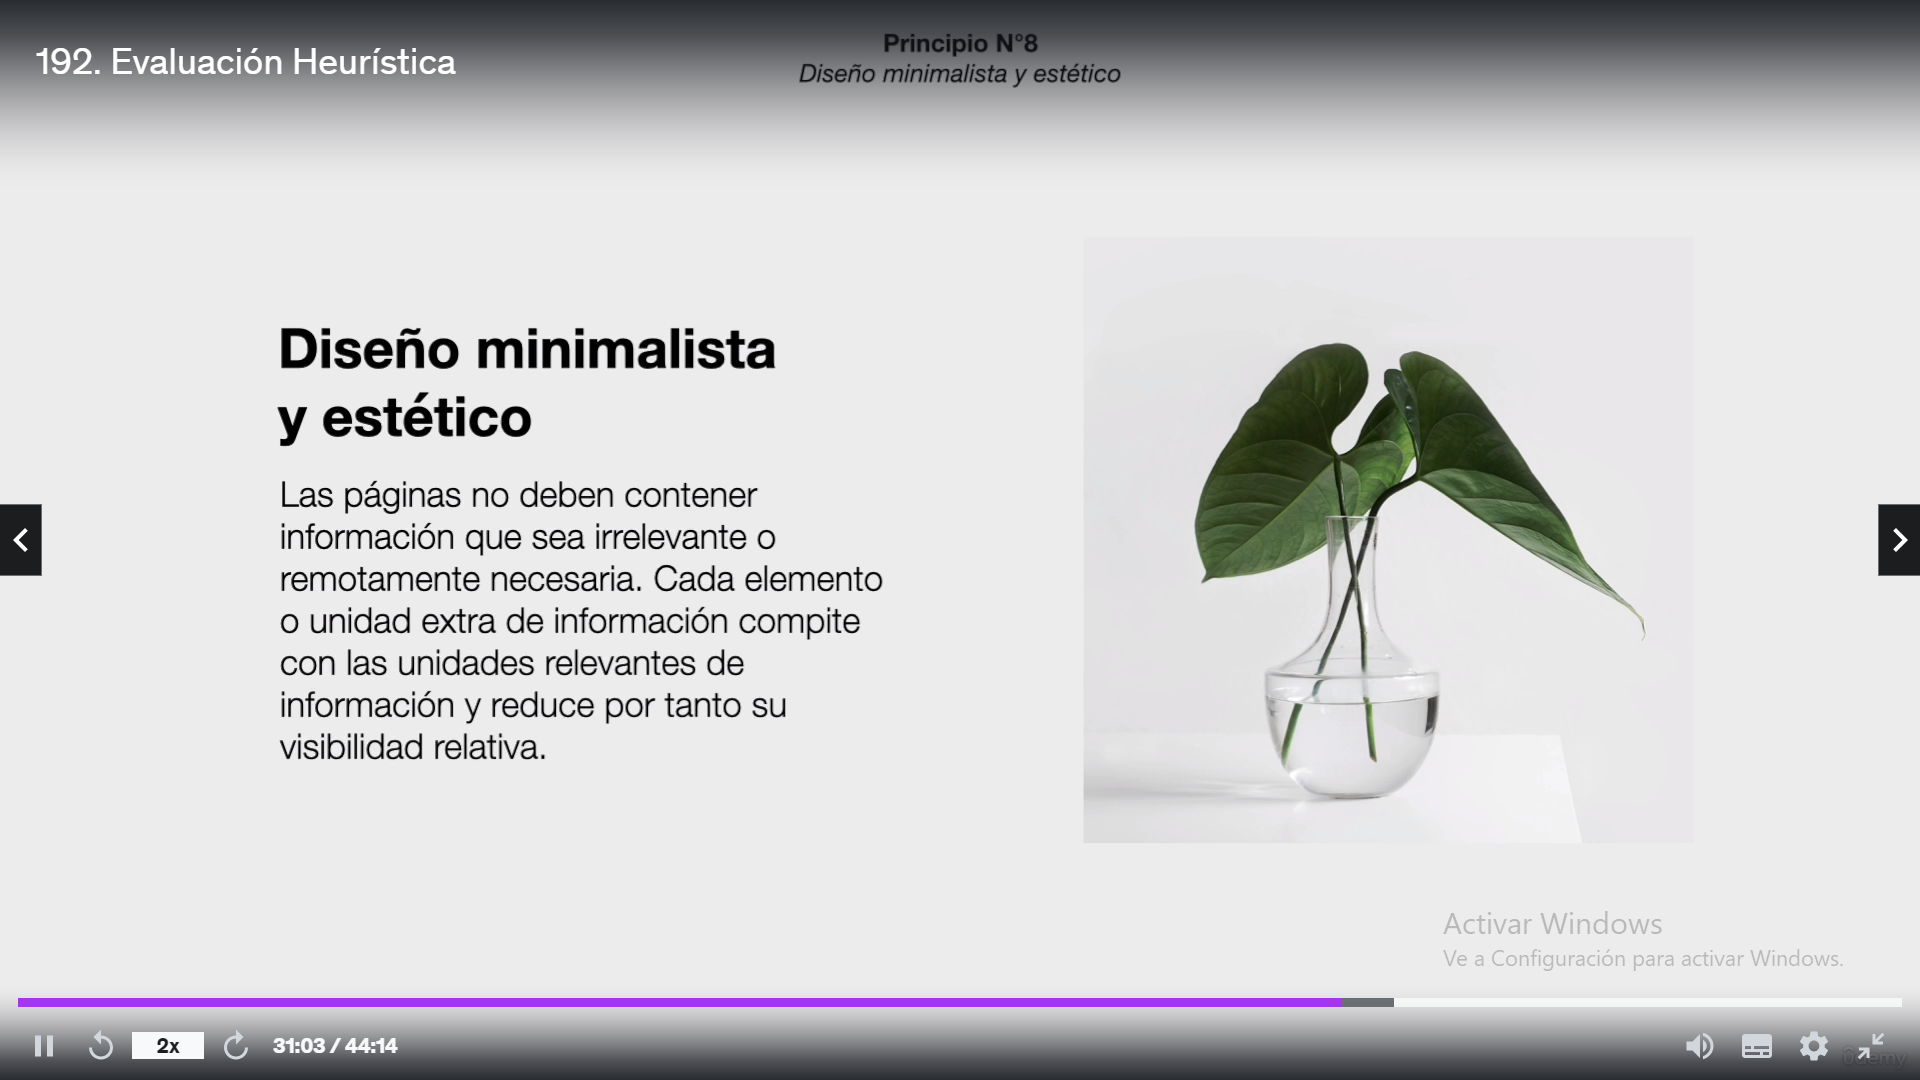 192. Evaluación Heurística
Principio N°8
Diseño minimalista y estético
Diseño minimalista
y estético
Las páginas no deben contener
información que sea irrelevante o
remotamente necesaria. Cada elemento
o unidad extra de información compite
con las unidades relevantes de
información y reduce por tanto su
visibilidad relativa.
Activar Windows
Ve a Configuración para activar Windows.
2x
31:03 / 44:14
ûdemy